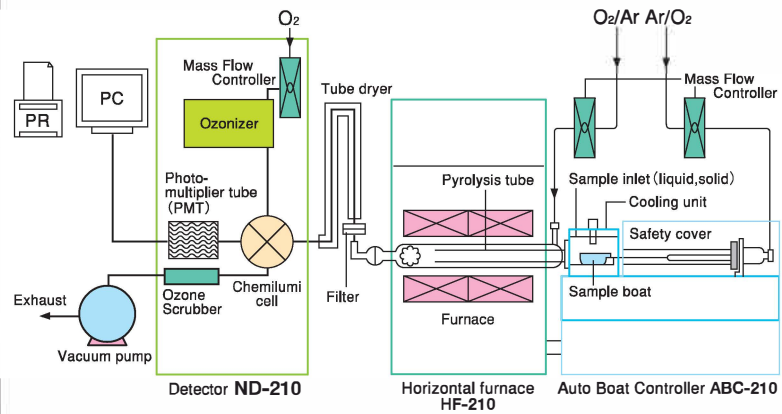 O2
O2/Ar Ar/O2
Mass Flow
Controller
Mass Flow
Controller
Tube dryer
PR
PC
Ozonizer
Photo-
multiplier tube
(PMT)
Pyrolysis tube
Sample inlet (liquid,solid)
Cooling unit
Safety cover
Sample boat
Ozone
Scrubber
Chemilumi
cell
Filter
Furnace
Exhaust
Vacuum pump
Detector ND-210
Horizontal furnace
HF-210
Auto Boat Controller ABC-210